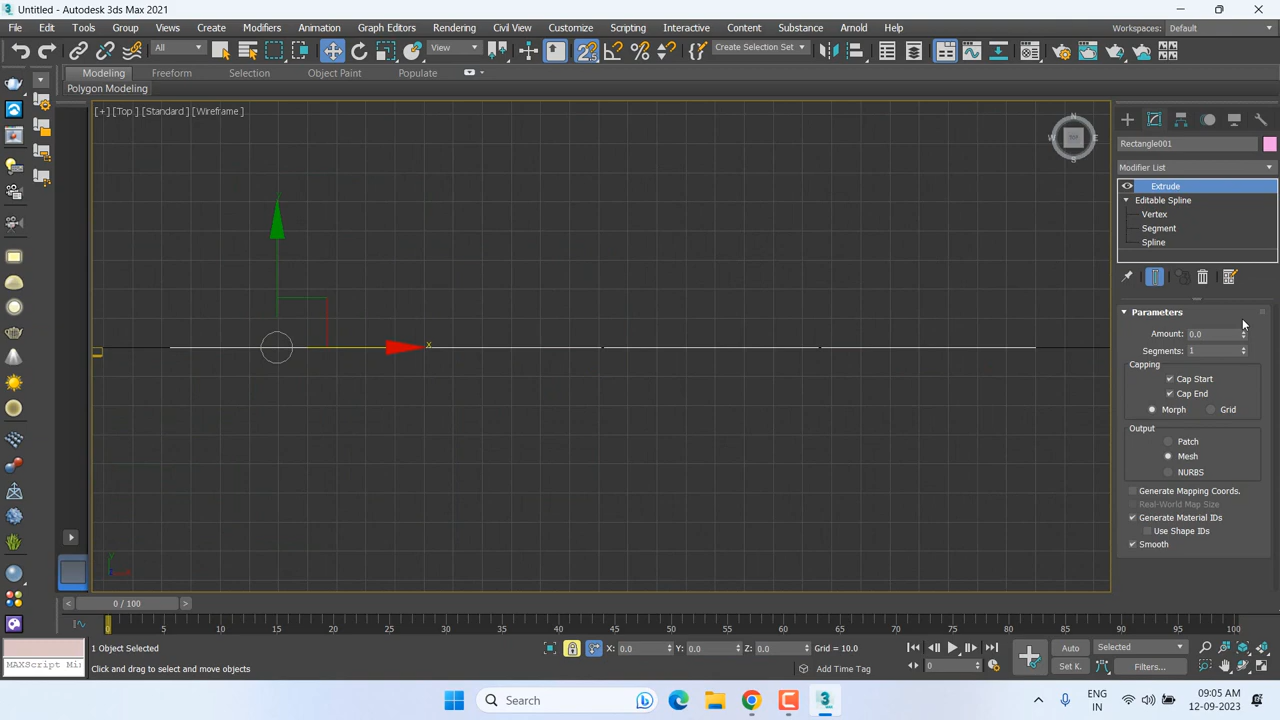 Untitled - Autodesk 3ds Max 2021
File Edit Tools Group Views Create Modifiers Animation Graph Editors Rendering Civil View Customize Scripting Interactive Content Substance Arnold Help Workspaces: Default
All View Create Selection Set
Modeling Freeform Selection Object Paint Populate
Polygon Modeling
[+] [Top ] [Standard ] [Wireframe ]
N
W E
S
Rectangle001
Modifier List
Extrude
Editable Spline
Vertex
Segment
Spline
x
Parameters
Amount: 0.0
Segments: 1
Capping
Cap Start
Cap End
Morph Grid
Output
Patch
Mesh
NURBS
Generate Mapping Coords.
Real-World Map Size
Generate Material IDs
Use Shape IDs
Smooth
< 0 / 100 >
0 5 10 15 20 25 30 35 40 45 50 55 60 65 70 75 80 85 90 95 100
1 Object Selected X: 0.0 Y: 0.0 Z: 0.0 Grid = 10.0 Auto Selected
MAXScript Mi: Click and drag to select and move objects Add Time Tag 0 Set K. Filters...
Search ENG IN 09:05 AM 12-09-2023